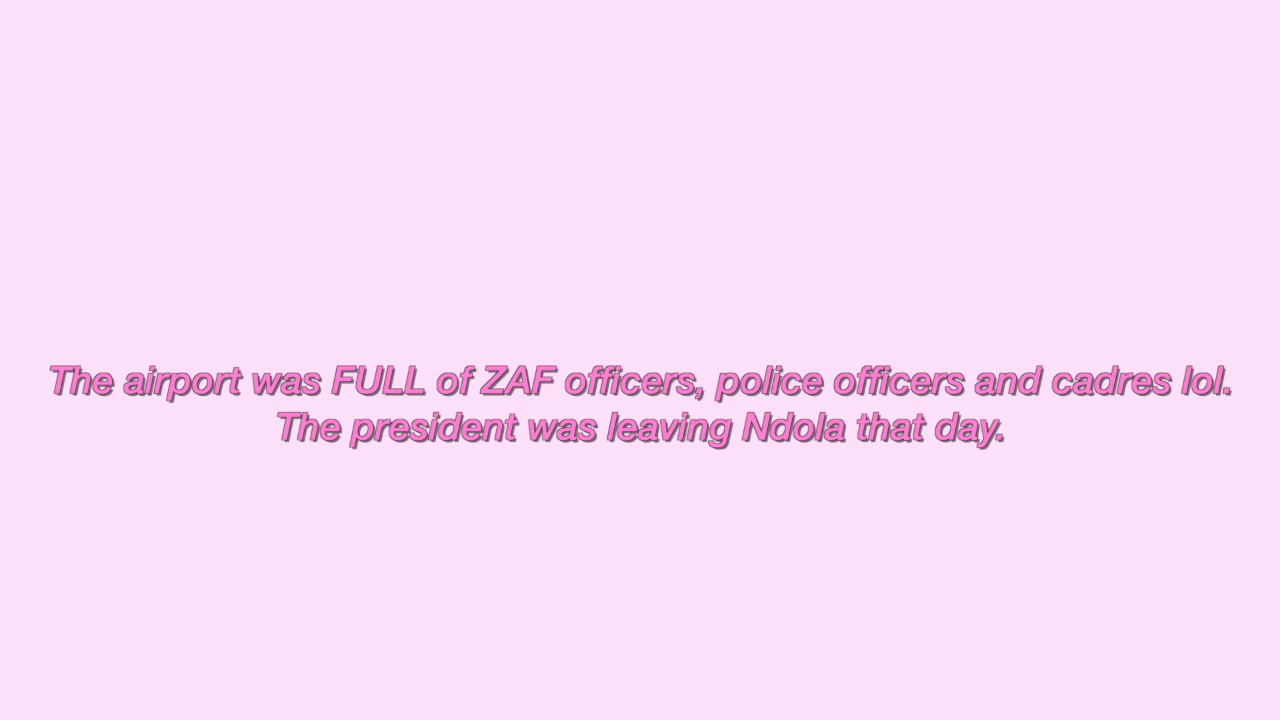 The airport was FULL of ZAF officers, police officers and cadres lol.
The president was leaving Ndola that day.